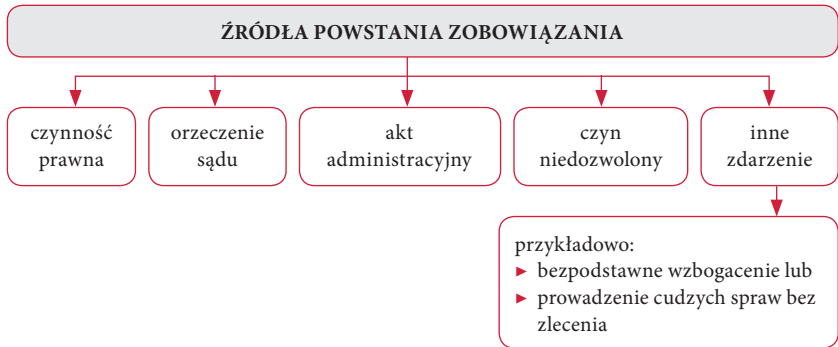 ŹRÓDŁA POWSTANIA ZOBOWIĄZANIA
czynność
prawna
orzeczenie
sądu
akt
administracyjny
czyn
niedozwolony
inne
zdarzenie
przykładowo:
► bezpodstawne wzbogacenie lub
► prowadzenie cudzych spraw bez
zlecenia